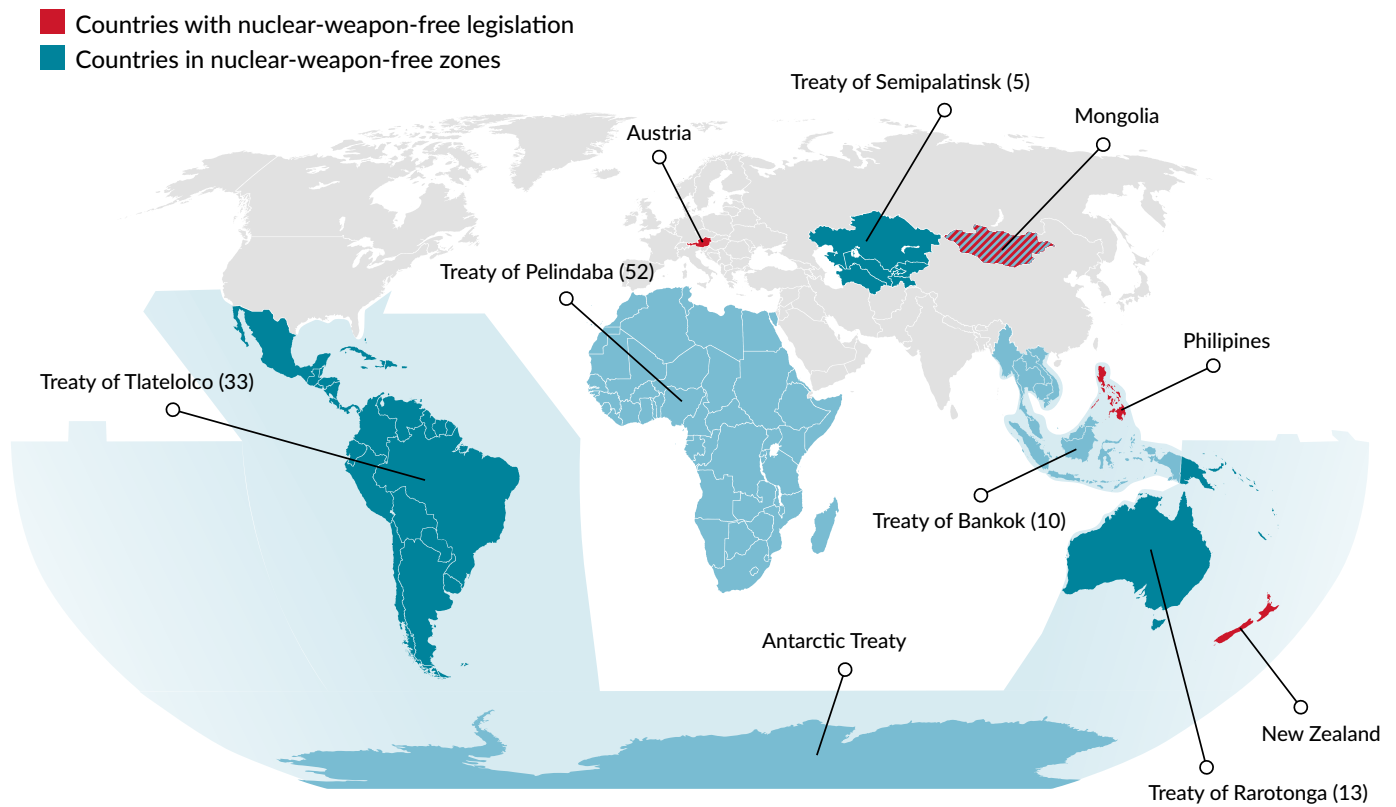 Countries with nuclear-weapon-free legislation
Countries in nuclear-weapon-free zones
Treaty of Semipalatinsk (5)
Mongolia
Austria
Treaty of Pelindaba (52)
Philipines
Treaty of Tlatelolco (33)
Treaty of Bankok (10)
Antarctic Treaty
New Zealand
Treaty of Rarotonga (13)